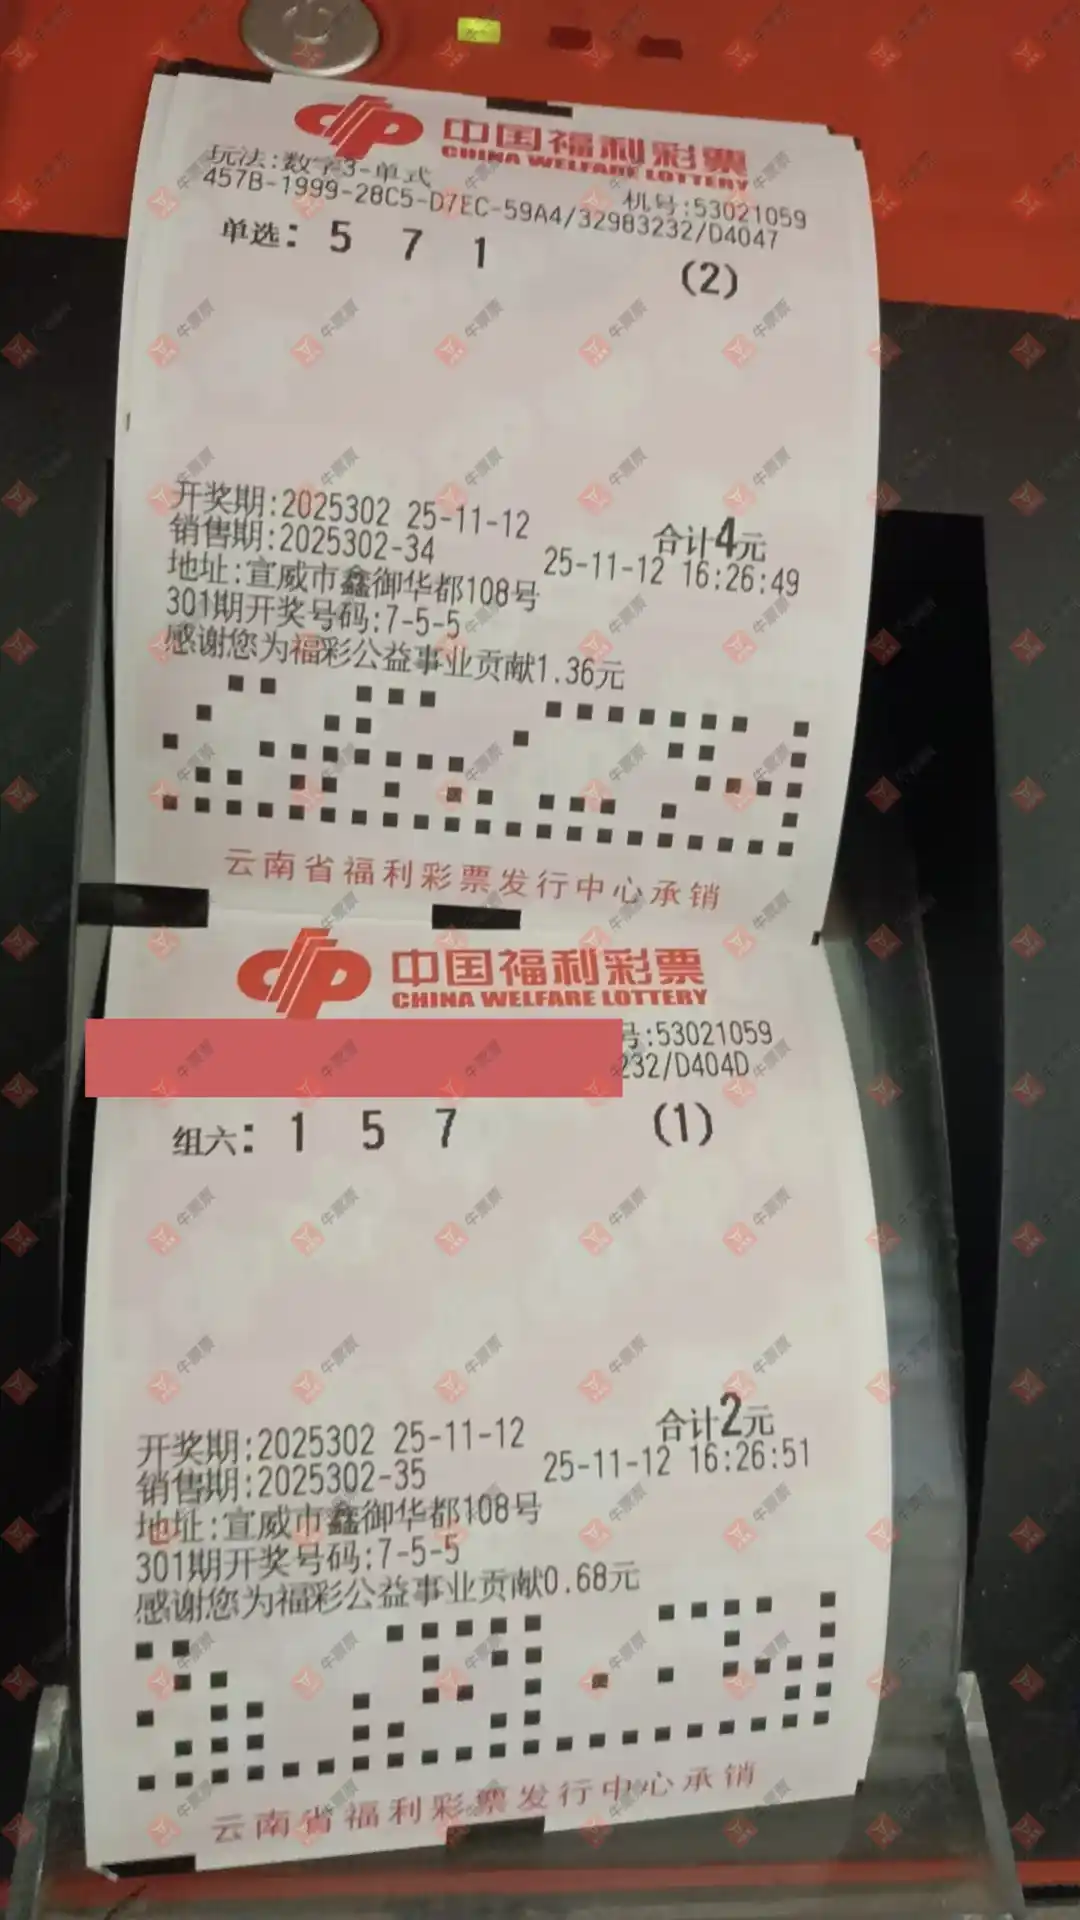 中国福利彩票
CHINA WELFARE LOTTERY
玩法:数字3-单式
机号:53021059
457B-1999-28C5-D7EC-59A4/32983232/D4047
单选: 5 7 1 (2)
开奖期:2025302 25-11-12
合计4元
销售期:2025302-34
25-11-12 16:26:49
地址:宣威市鑫御华都108号
301期开奖号码:7-5-5
感谢您为福彩公益事业贡献1.36元
云南省福利彩票发行中心承销
中国福利彩票
CHINA WELFARE LOTTERY
号:53021059
232/D404D
组六: 1 5 7 (1)
开奖期:2025302 25-11-12
合计2元
销售期:2025302-35
25-11-12 16:26:51
地址:宣威市鑫御华都108号
301期开奖号码:7-5-5
感谢您为福彩公益事业贡献0.68元
云南省福利彩票发行中心承销
牛票票